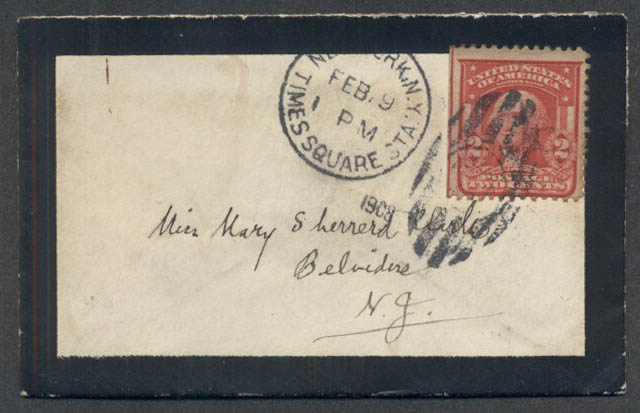 NEW YORK, N.Y.
FEB. 9
1 PM
TIMES SQUARE STA.
1908
UNITED STATES
OF AMERICA
2 2
POSTAGE
TWO CENTS
Miss Mary Sherrerd Clark
Belvidere
N.J.